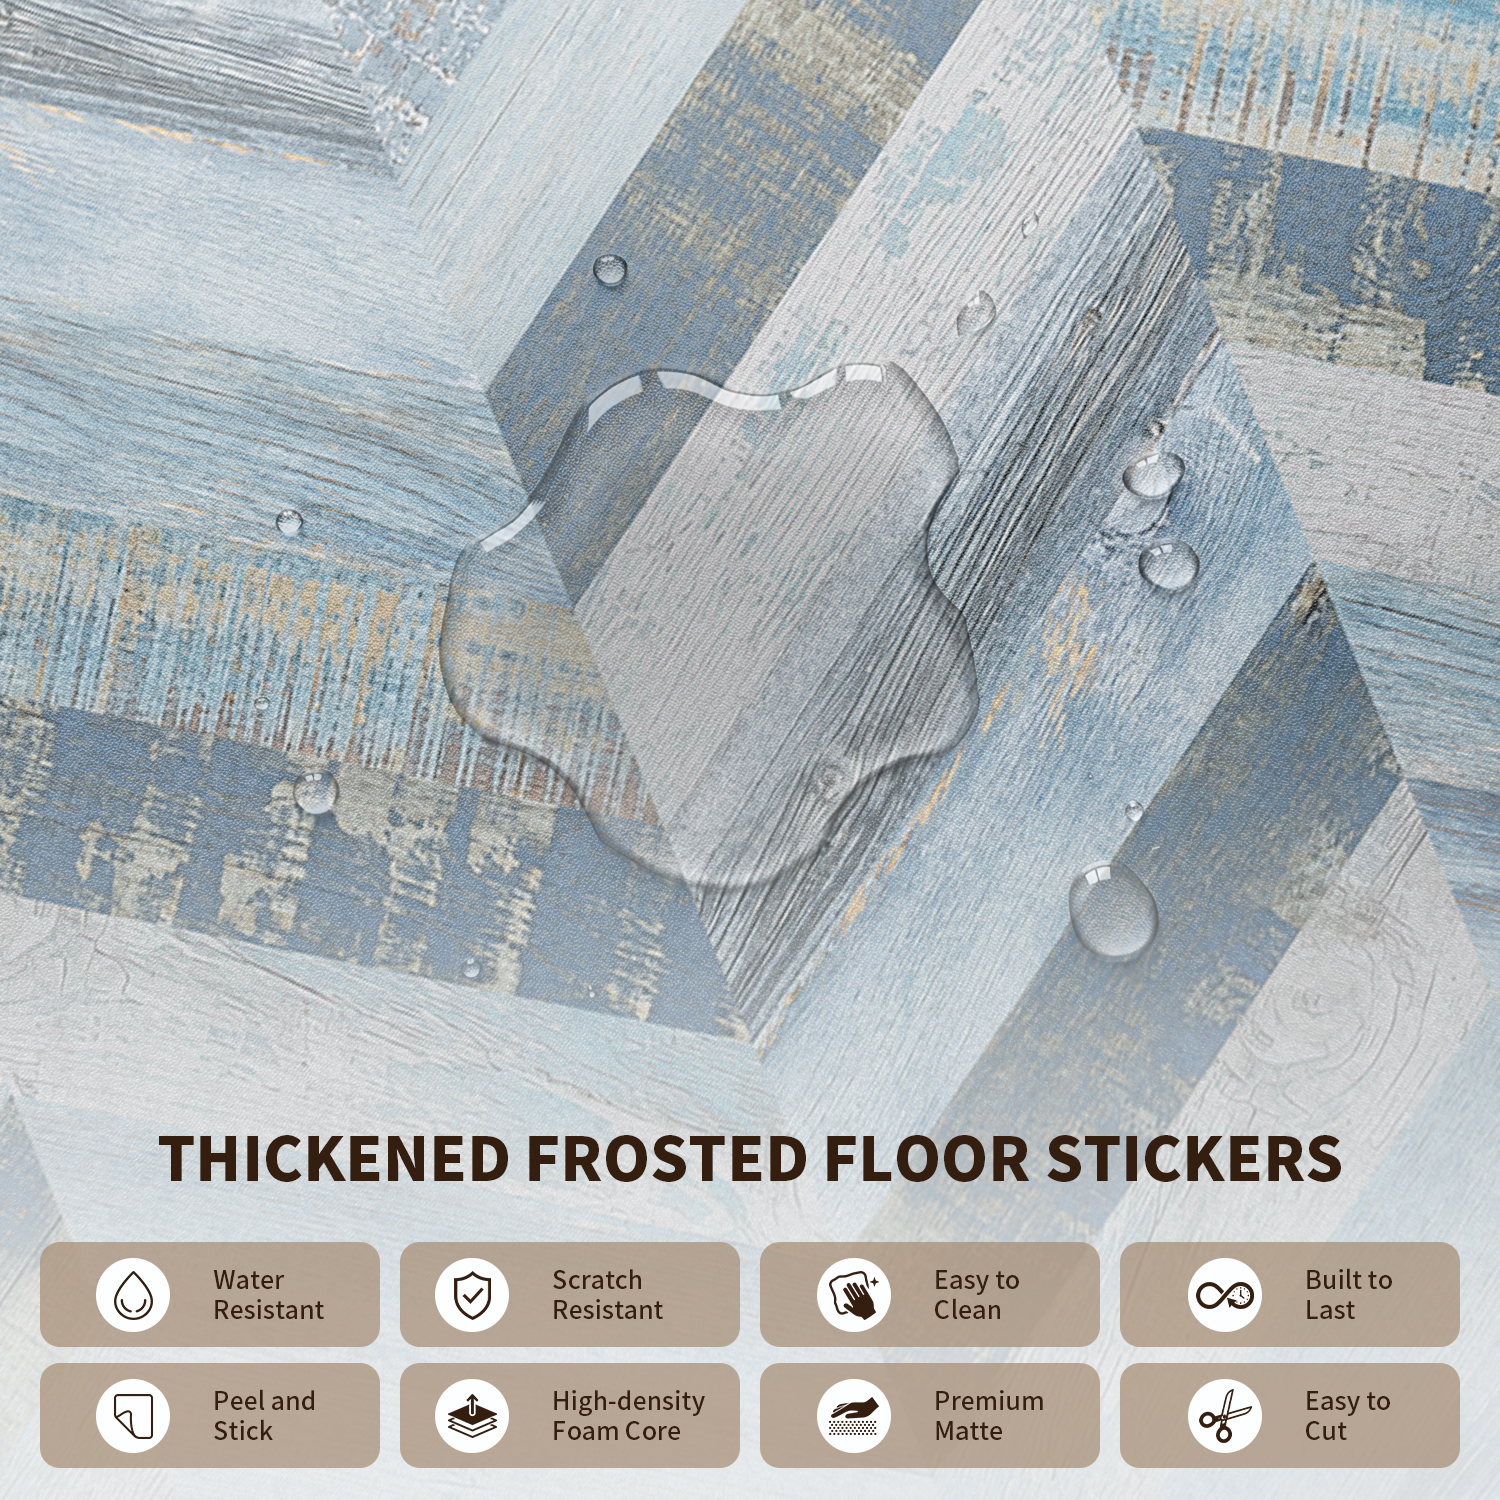 THICKENED FROSTED FLOOR STICKERS
Water
Resistant
Scratch
Resistant
Easy to
Clean
Built to
Last
Peel and
Stick
High-density
Foam Core
Premium
Matte
Easy to
Cut